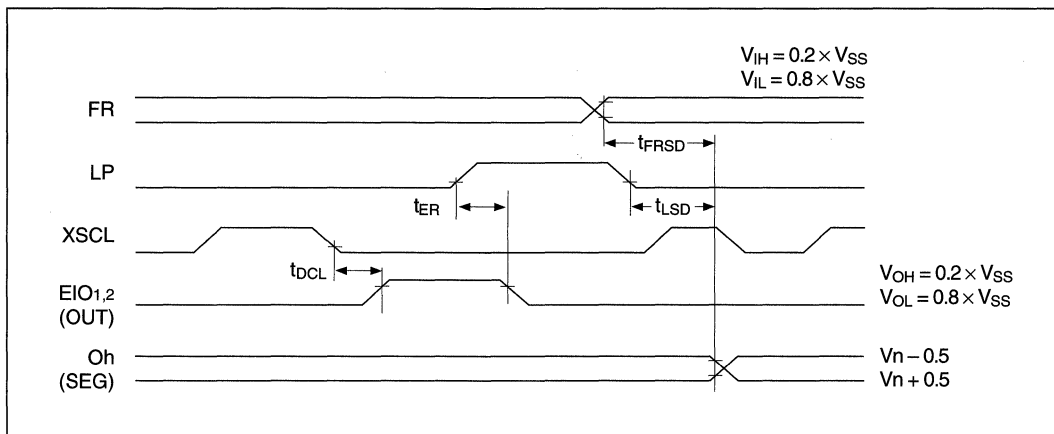 VIH = 0.2 × VSS
VIL = 0.8 × VSS
FR
tFRSD
LP
tER
tLSD
XSCL
tDCL
EIO1,2
(OUT)
VOH = 0.2 × VSS
VOL = 0.8 × VSS
Oh
(SEG)
Vn – 0.5
Vn + 0.5